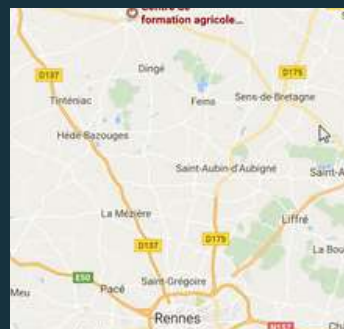 Centre de
formation agricole...
Dingé
D137
D175
Tinténiac
Feins
Sens-de-Bretagne
Hédé-Bazouges
Saint-Aubin-d'Aubigné
Saint-A
La Mézière
Liffré
D137
D175
La Bou
E50
Saint-Grégoire
Meu
Pacé
Rennes
N157